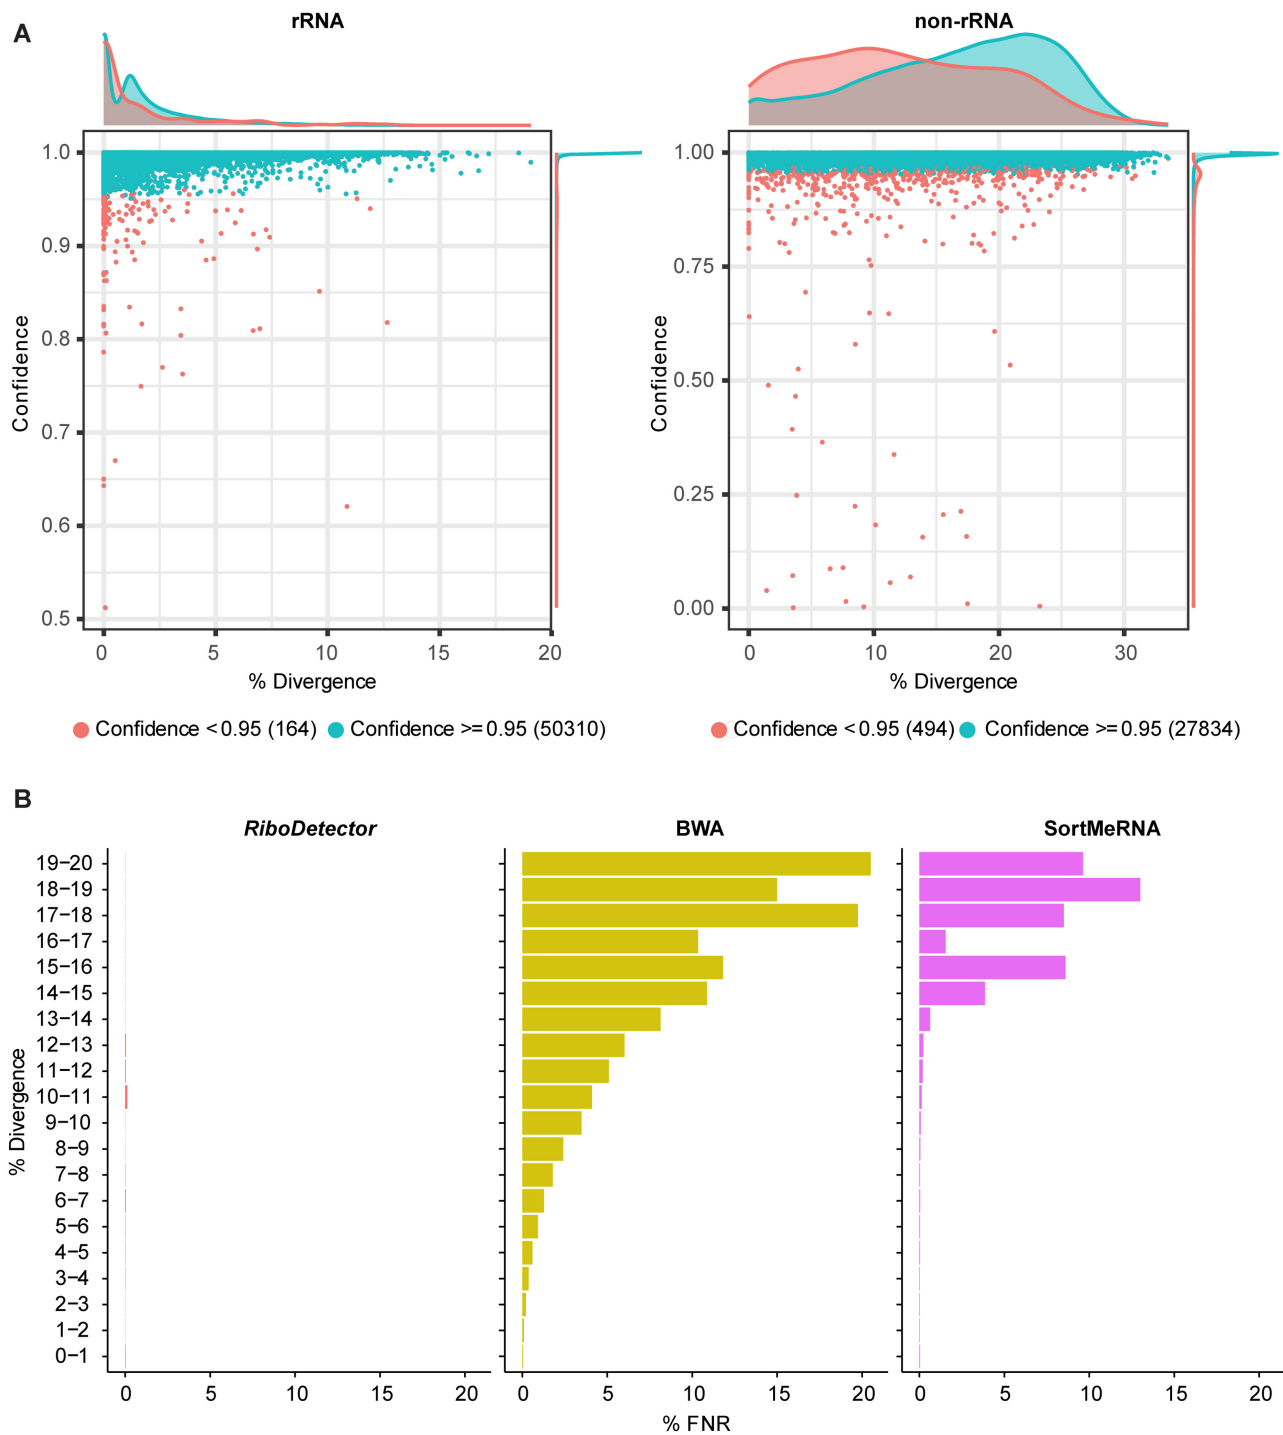 A
rRNA
non-rRNA
Confidence
1.0
0.9
0.8
0.7
0.6
0.5
0
5
10
15
20
% Divergence
Confidence
1.00
0.75
0.50
0.25
0.00
0
10
20
30
% Divergence
Confidence <0.95 (164)
Confidence >=0.95 (50310)
Confidence <0.95 (494)
Confidence >=0.95 (27834)
B
RiboDetector
BWA
SortMeRNA
% Divergence
19−20
18−19
17−18
16−17
15−16
14−15
13−14
12−13
11−12
10−11
9−10
8−9
7−8
6−7
5−6
4−5
3−4
2−3
1−2
0−1
0 5 10 15 20
0 5 10 15 20
0 5 10 15 20
% FNR